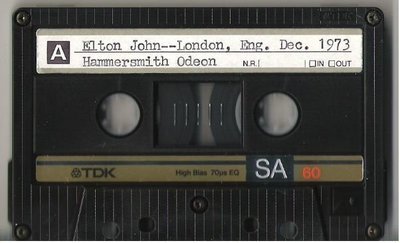 A
Elton John--London, Eng. Dec. 1973
Hammersmith Odeon N.R.[ ]IN OUT
TDK High Bias 70μs EQ SA 60